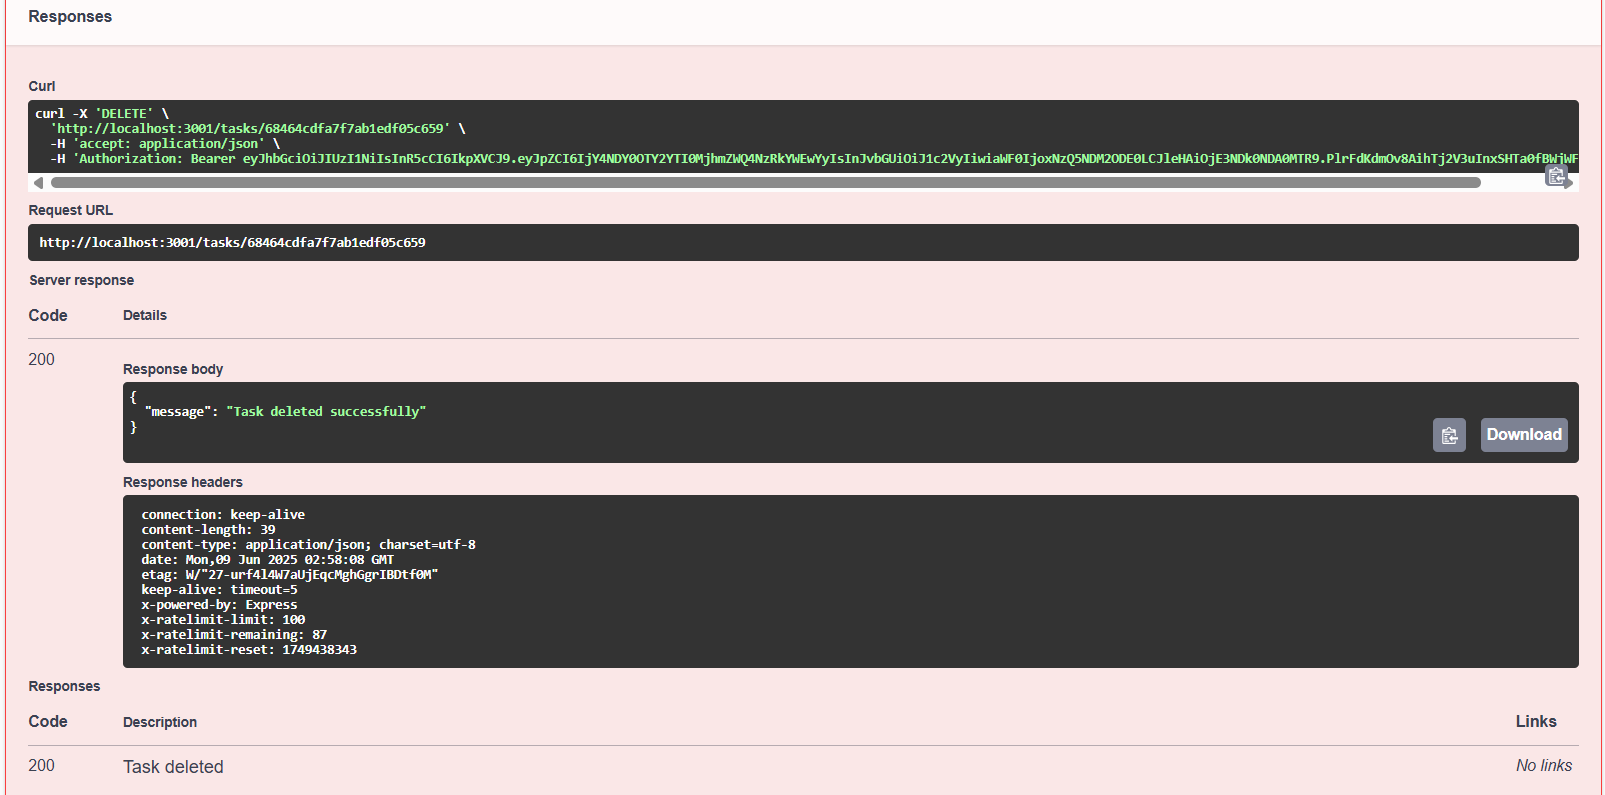 Responses
Curl
curl -X 'DELETE' \
'http://localhost:3001/tasks/68464cdfa7f7ab1edf05c659' \
-H 'accept: application/json' \
-H 'Authorization: Bearer eyJhbGciOiJIUzI1NiIsInR5cCI6IkpXVCJ9.eyJpZCI6IjY4NDY0OTY2YTI0MjhmZWQ4NzRkYWEwYyIsInJvbGUiOiJ1c2VyIiwiaWF0IjoxNzQ5NDM2ODE0LCJleHAiOjE3NDk0NDA0MTR9.PlrFdKdmOv8AihTj2V3uInxSHTa0fBWjWF
Request URL
http://localhost:3001/tasks/68464cdfa7f7ab1edf05c659
Server response
Code Details
200
Response body
{
"message": "Task deleted successfully"
}
Download
Response headers
connection: keep-alive
content-length: 39
content-type: application/json; charset=utf-8
date: Mon,09 Jun 2025 02:58:08 GMT
etag: W/"27-urf4l4W7aUjEqcMghGgrIBDtf0M"
keep-alive: timeout=5
x-powered-by: Express
x-ratelimit-limit: 100
x-ratelimit-remaining: 87
x-ratelimit-reset: 1749438343
Responses
Code Description Links
200 Task deleted No links